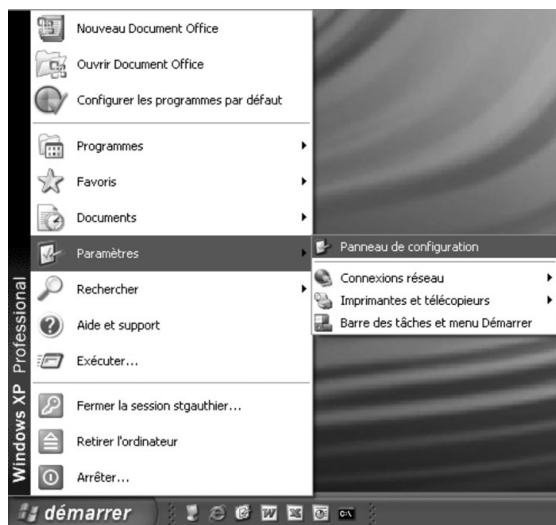 Nouveau Document Office
Ouvrir Document Office
Configurer les programmes par défaut
Programmes
Favoris
Documents
Paramètres
Panneau de configuration
Connexions réseau
Imprimantes et télécopieurs
Barre des tâches et menu Démarrer
Rechercher
Aide et support
Exécuter...
Fermer la session stgauthier...
Retirer l'ordinateur
Arrêter...
Windows XP Professional
démarrer